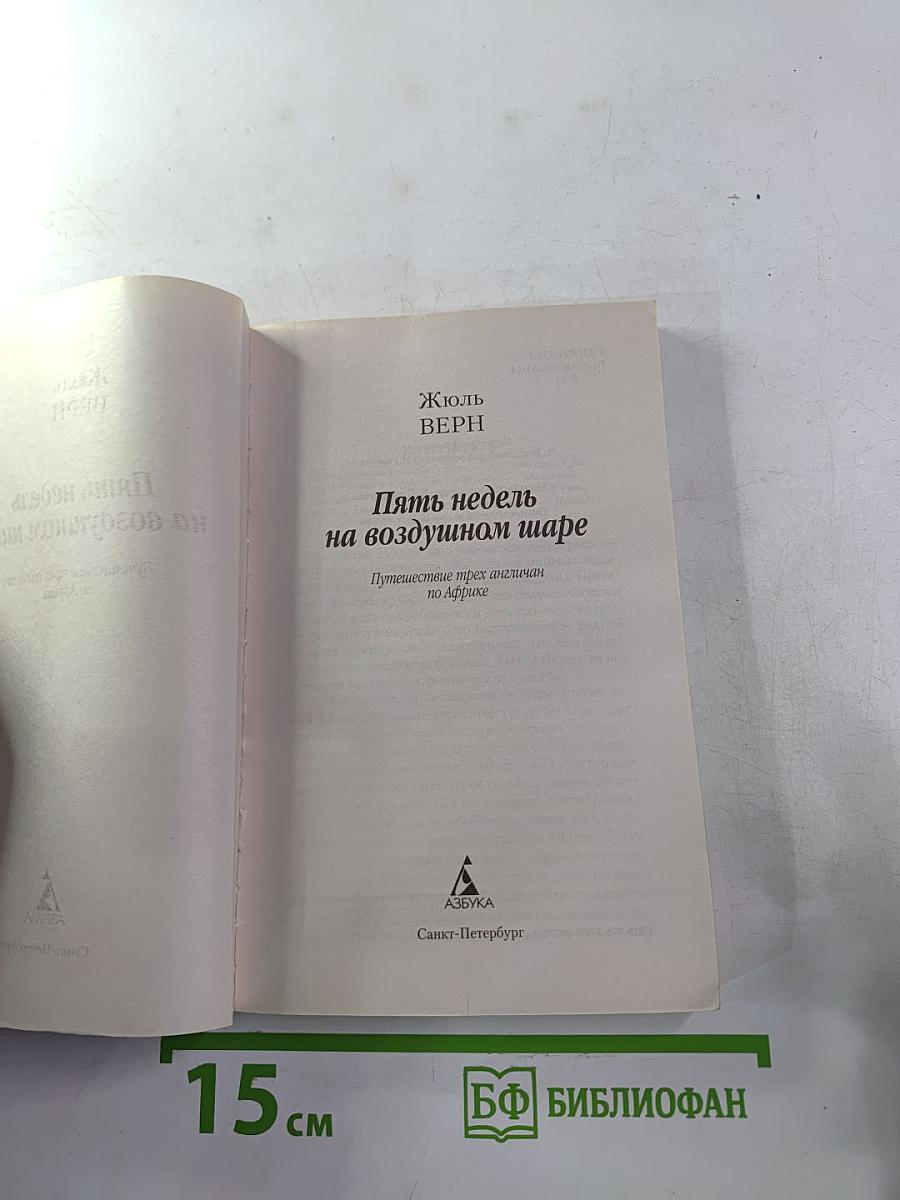 Жюль
ВЕРН
Пять недель
на воздушном шаре
Путешествие трех англичан
по Африке
АЗБУКА
Санкт-Петербург
15 см
БФ БИБЛИОФАН